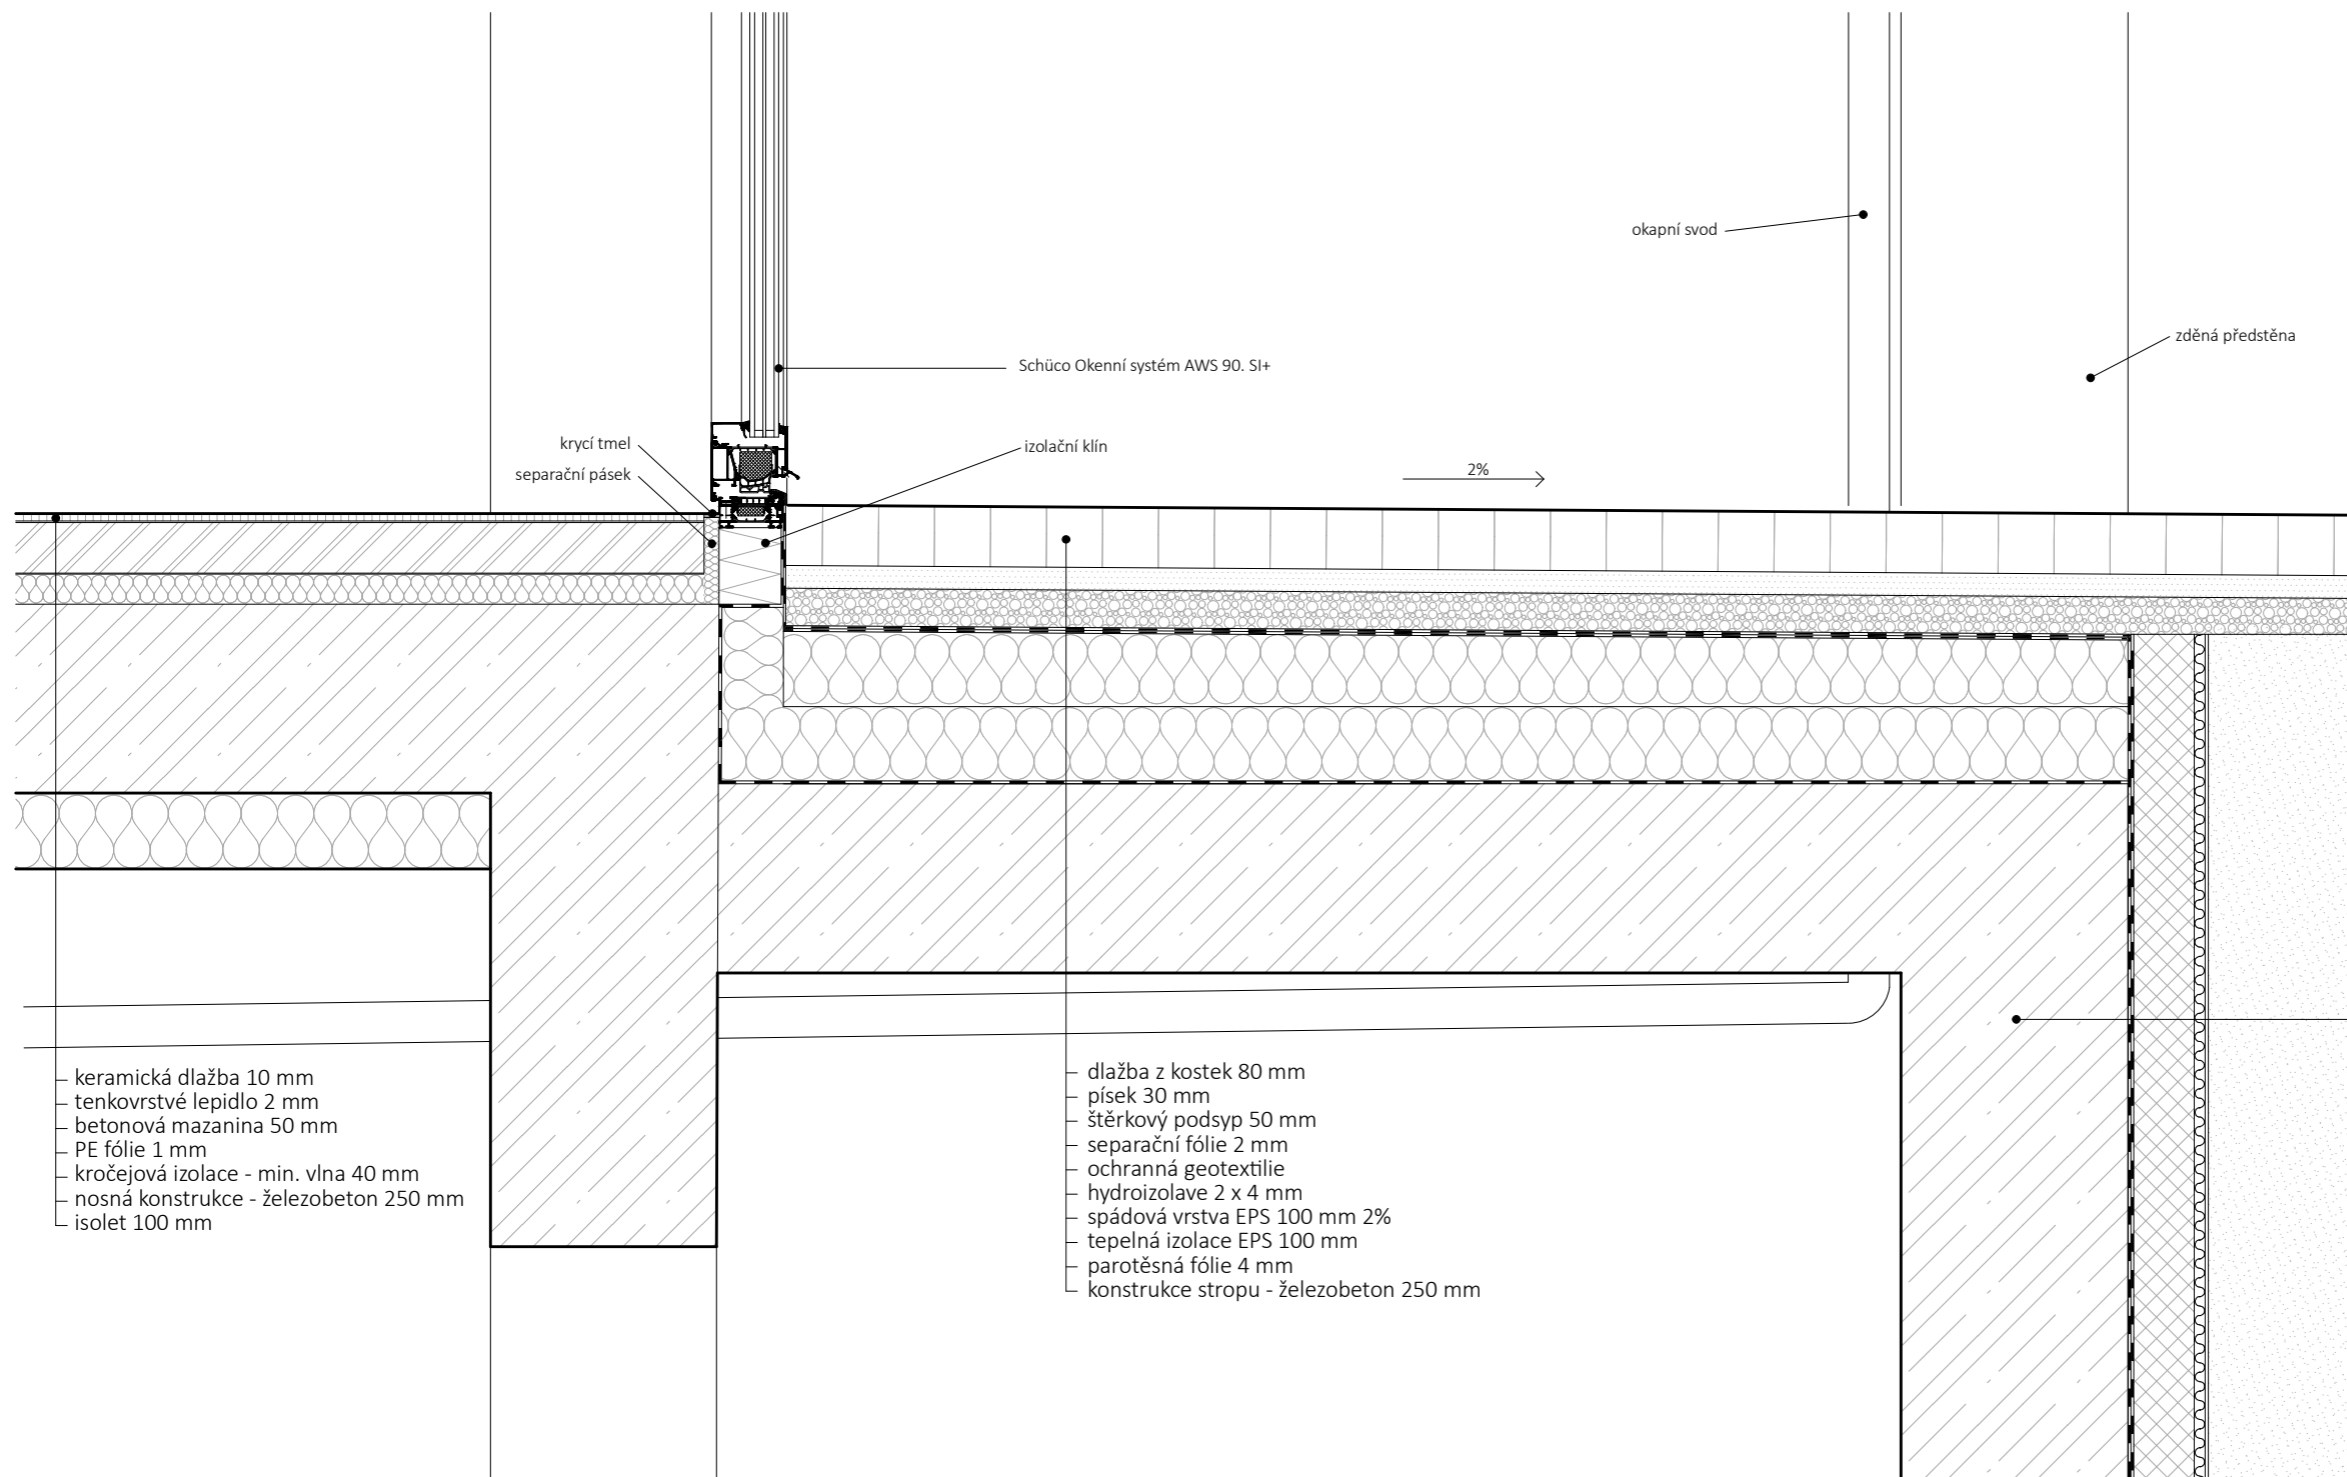 okapní svod
zděná předstěna
Schüco Okenní systém AWS 90. SI+
krycí tmel
izolační klín
separační pásek
2%
keramická dlažba 10 mm
tenkovrstvé lepidlo 2 mm
betonová mazanina 50 mm
PE fólie 1 mm
kročejová izolace - min. vlna 40 mm
nosná konstrukce - železobeton 250 mm
isolet 100 mm
dlažba z kostek 80 mm
písek 30 mm
štěrkový podsyp 50 mm
separační fólie 2 mm
ochranná geotextilie
hydroizolave 2 x 4 mm
spádová vrstva EPS 100 mm 2%
tepelná izolace EPS 100 mm
parotěsná fólie 4 mm
konstrukce stropu - železobeton 250 mm